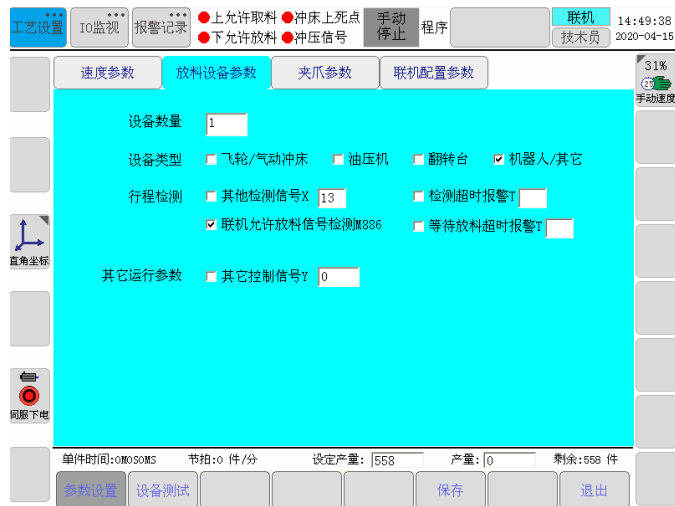 工艺设置 IO监视 报警记录 ●上允许取料 ●冲床上死点 手动 程序 联机 14:49:38
●下允许放料 ●冲压信号 停止 技术员 2020-04-15
速度参数 放料设备参数 夹爪参数 联机配置参数 31%
25
手动速度
设备数量 1
设备类型 飞轮/气动冲床 油压机 翻转台 机器人/其它
行程检测 其他检测信号X 13 检测超时报警T
联机允许放料信号检测M886 等待放料超时报警T
直角坐标
其它运行参数 其它控制信号Y 0
伺服下电
单件时间:0M0S0MS 节拍:0 件/分 设定产量: 558 产量: 0 剩余:558 件
参数设置 设备测试 保存 退出